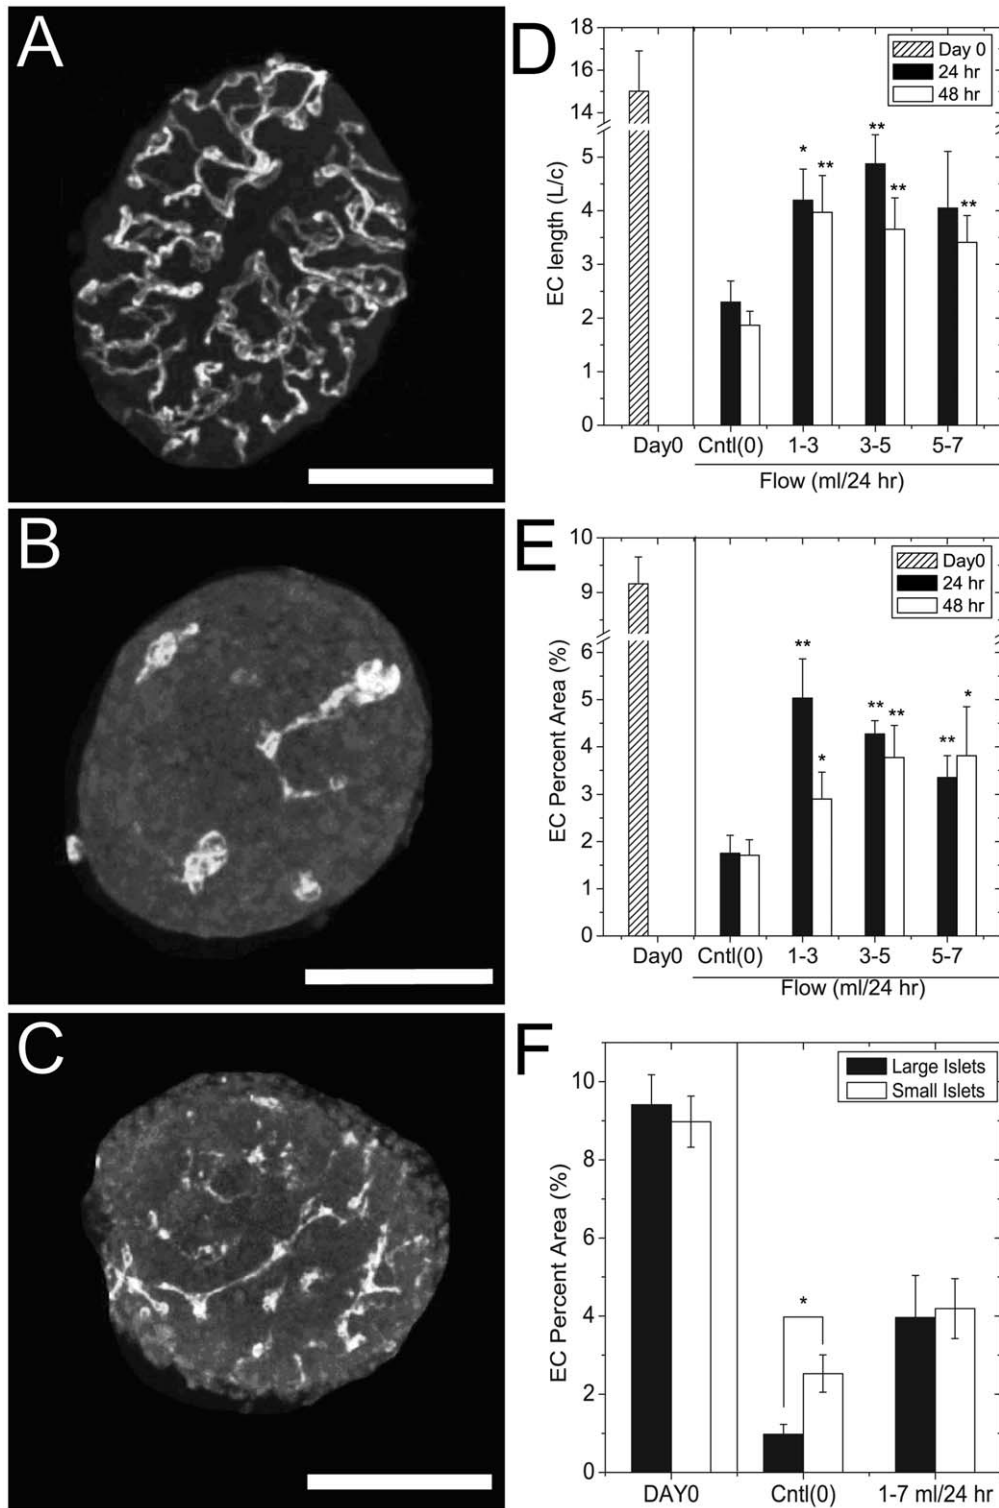 A
B
C
D
EC length (L/c)
18
16
14
5
4
3
2
1
0
Day 0
24 hr
48 hr
*
**
**
**
**
Day0
Cntl(0)
1-3
3-5
5-7
Flow (ml/24 hr)
E
EC Percent Area (%)
10
9
6
5
4
3
2
1
0
Day0
24 hr
48 hr
**
*
**
**
**
*
Day0
Cntl(0)
1-3
3-5
5-7
Flow (ml/24 hr)
F
EC Percent Area (%)
10
8
6
4
2
0
Large Islets
Small Islets
*
DAY0
Cntl(0)
1-7 ml/24 hr